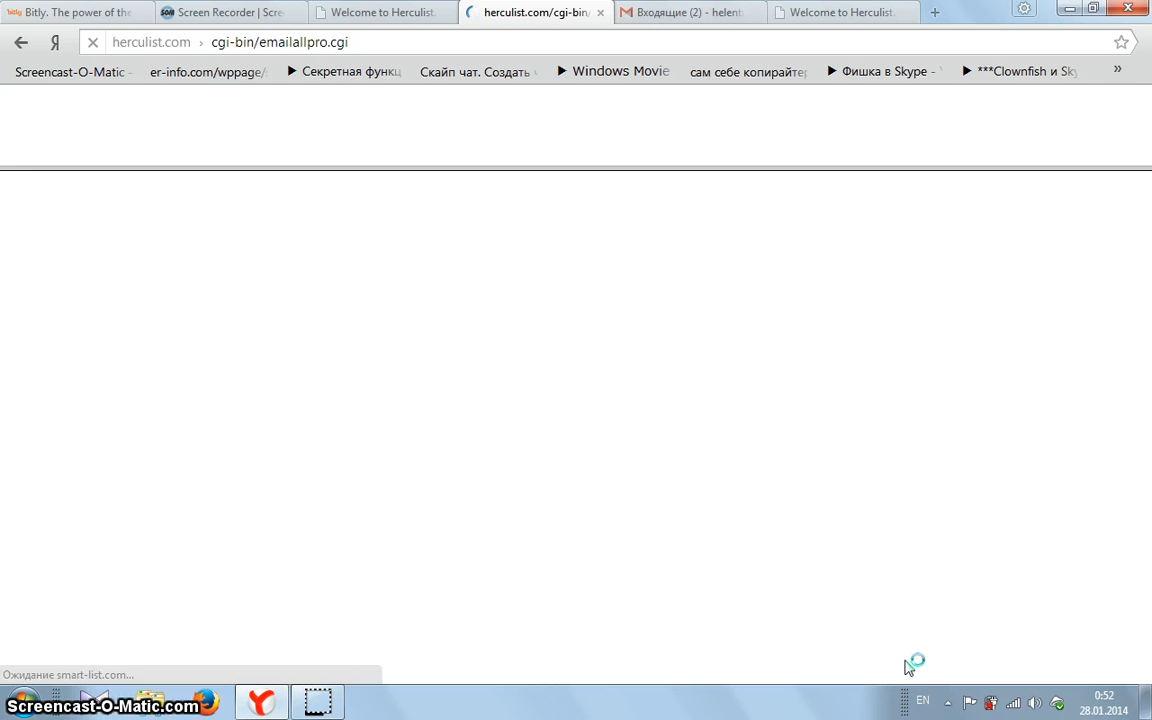 bitly Bitly. The power of the
SOM Screen Recorder | Scre
Welcome to Herculist.
herculist.com/cgi-bin/
Входящие (2) - helen
Welcome to Herculist.
herculist.com › cgi-bin/emailallpro.cgi
Screencast-O-Matic -
er-info.com/wppage/
Секретная функц
Скайп чат. Создать
Windows Movie
сам себе копирайте
Фишка в Skype -
***Clownfish и Sky
»
Ожидание smart-list.com...
Screencast-O-Matic.com
EN
0:52
28.01.2014